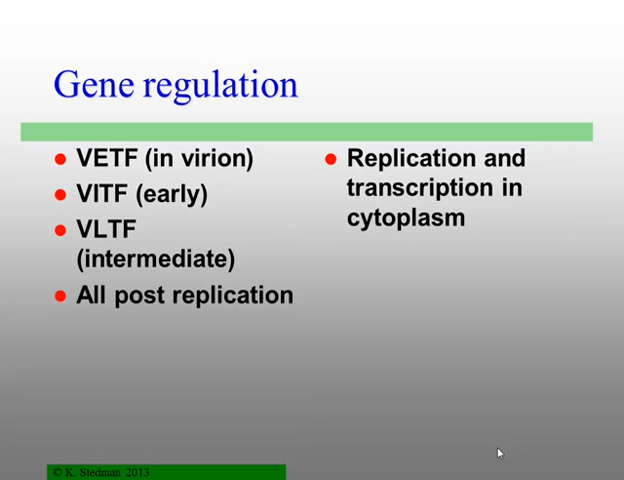 Gene regulation
VETF (in virion)
VITF (early)
VLTF
(intermediate)
All post replication
Replication and
transcription in
cytoplasm
© K. Stedman 2013